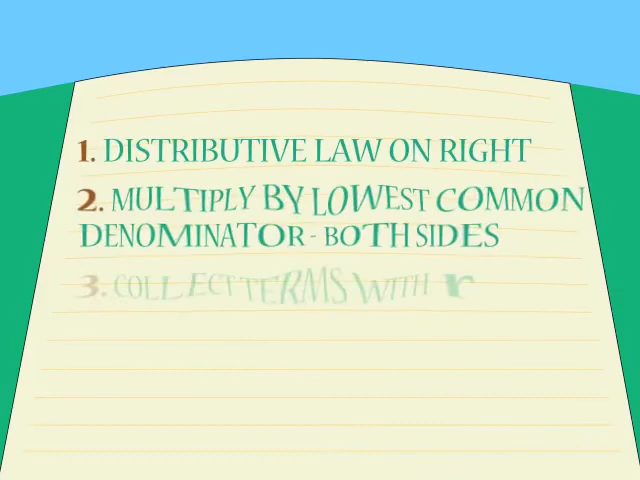 1. DISTRIBUTIVE LAW ON RIGHT
2. MULTIPLY BY LOWEST COMMON
DENOMINATOR - BOTH SIDES
3. COLLECT TERMS WITH r